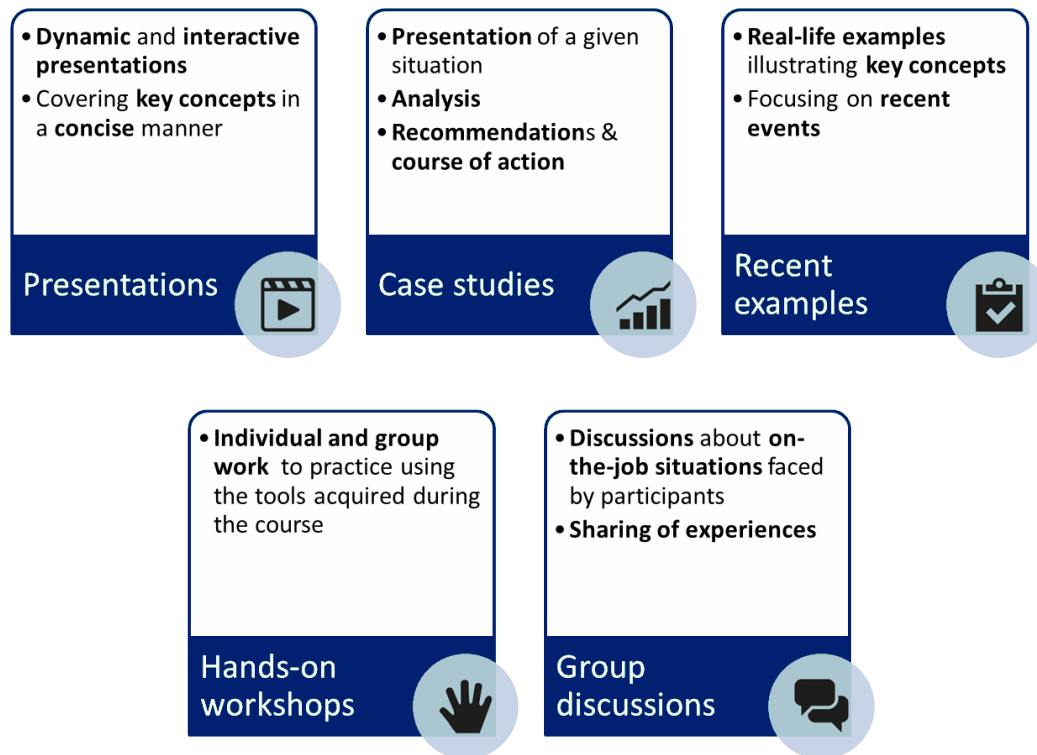 • Dynamic and interactive
presentations
• Covering key concepts in
a concise manner
Presentations
• Presentation of a given
situation
• Analysis
• Recommendations &
course of action
Case studies
• Real-life examples
illustrating key concepts
• Focusing on recent
events
Recent
examples
• Individual and group
work to practice using
the tools acquired during
the course
Hands-on
workshops
• Discussions about on-
the-job situations faced
by participants
• Sharing of experiences
Group
discussions